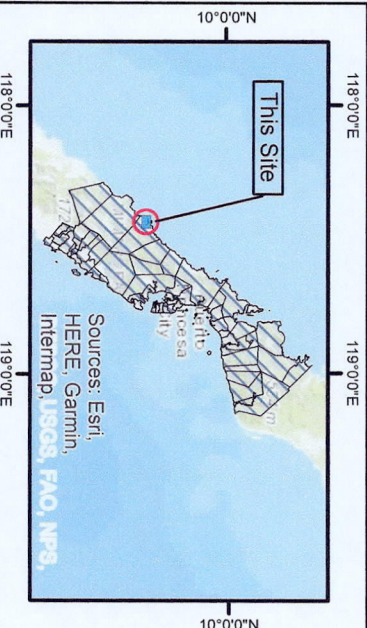 10°0'0"N
118°0'0"E
119°0'0"E
This Site
Sources: Esri,
HERE, Garmin,
Intermap, USGS, FAO, NPS,
118°0'0"E
119°0'0"E
10°0'0"N